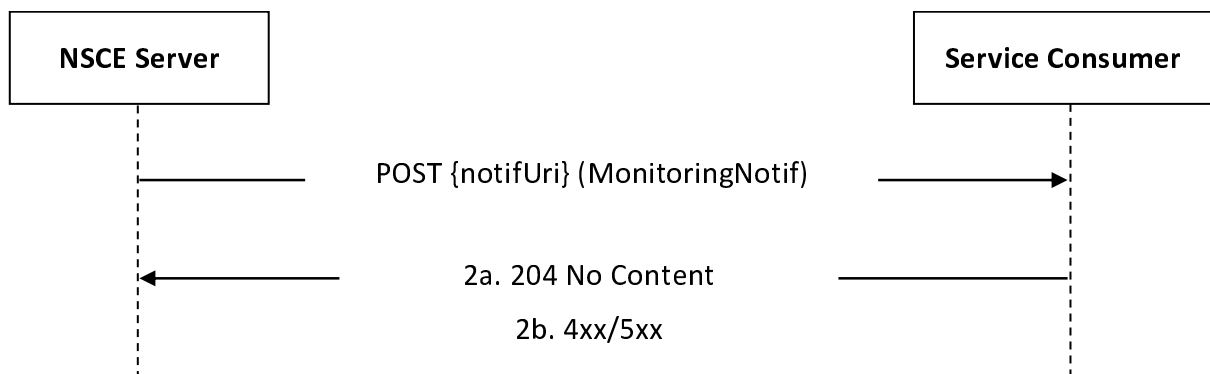 NSCE Server
Service Consumer
POST {notifUri} (MonitoringNotif)
2a. 204 No Content
2b. 4xx/5xx